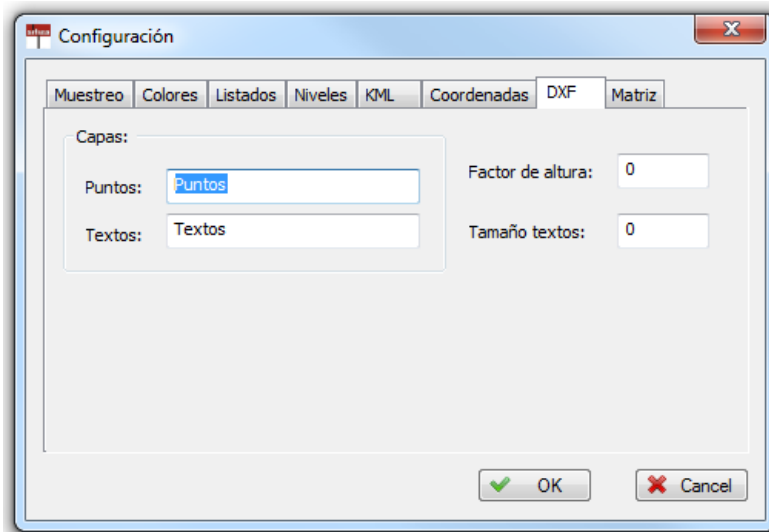 Configuración
Muestreo Colores Listados Niveles KML Coordenadas DXF Matriz
Capas:
Puntos: Puntos
Textos: Textos
Factor de altura: 0
Tamaño textos: 0
OK Cancel